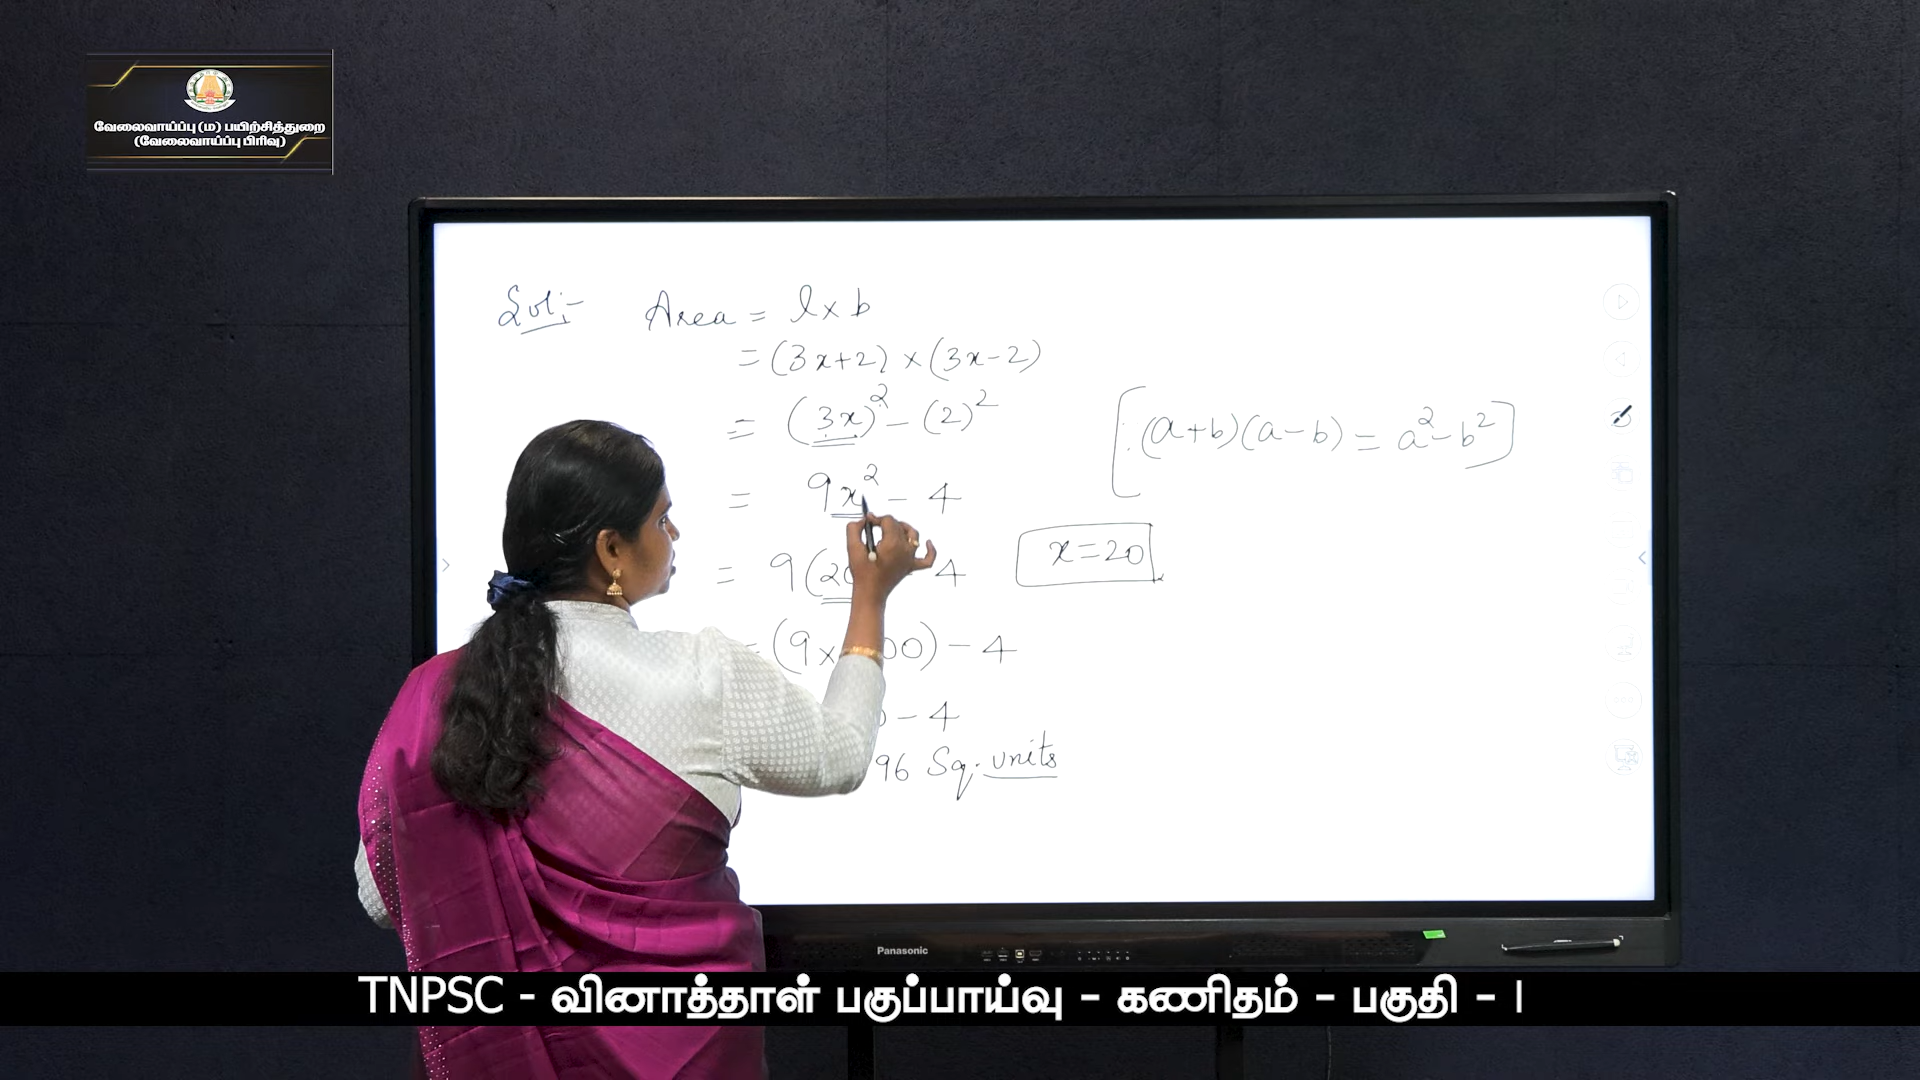 வேலைவாய்ப்பு (ம) பயிற்சித்துறை
(வேலைவாய்ப்பு பிரிவு)
Sol:-
Area = l x b
= (3x+2) x (3x-2)
= (3x)² - (2)²
[∵ (a+b)(a-b) = a² - b²]
= 9x² - 4
x=20
= 9(20 - 4
= (9x 00) - 4
- 4
96 Sq. units
Panasonic
TNPSC - வினாத்தாள் பகுப்பாய்வு - கணிதம் - பகுதி - I